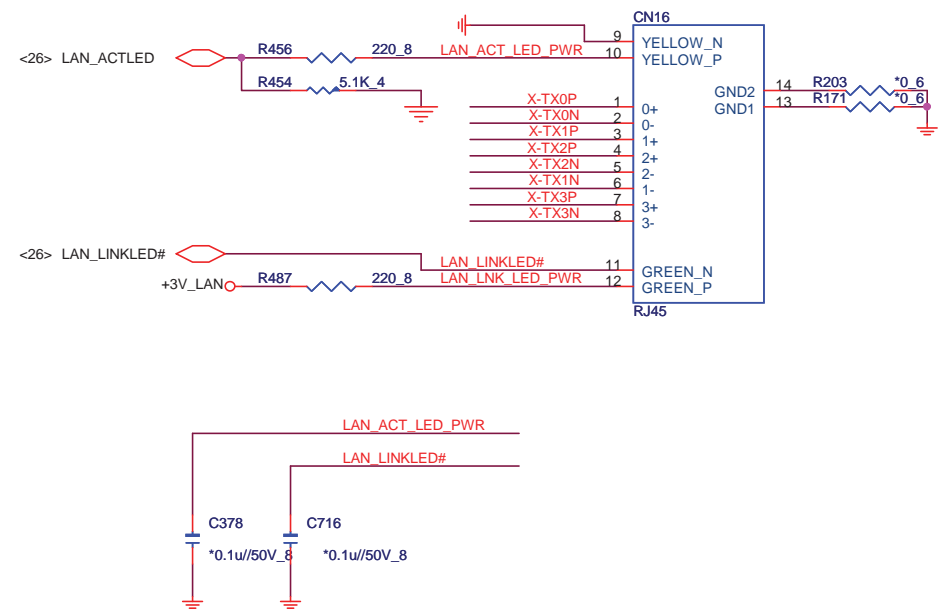 CN16
9 YELLOW_N
<26> LAN_ACTLED R456 220_8 LAN_ACT_LED_PWR 10 YELLOW_P
R454 5.1K_4
GND2 14 R203 *0_6
GND1 13 R171 *0_6
X-TX0P 1 0+
X-TX0N 2 0-
X-TX1P 3 1+
X-TX2P 4 2+
X-TX2N 5 2-
X-TX1N 6 1-
X-TX3P 7 3+
X-TX3N 8 3-
<26> LAN_LINKLED# LAN_LINKLED# 11 GREEN_N
+3V_LAN R487 220_8 LAN_LNK_LED_PWR 12 GREEN_P
RJ45
LAN_ACT_LED_PWR
LAN_LINKLED#
C378 C716
*0.1u//50V_8 *0.1u//50V_8